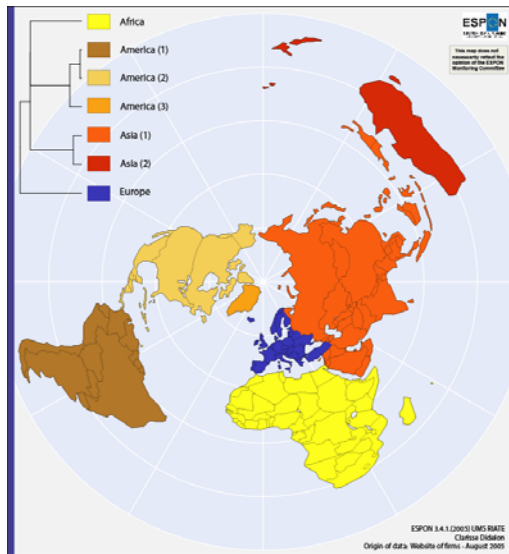 Africa
America (1)
America (2)
America (3)
Asia (1)
Asia (2)
Europe
ESPON
This map does not
necessarily reflect the
opinion of the ESPON
Monitoring Committee
ESPON 3.4.1.(2005) UMS RIATE
Clarisse Didalon
Origin of data: Website of firms - August 2005